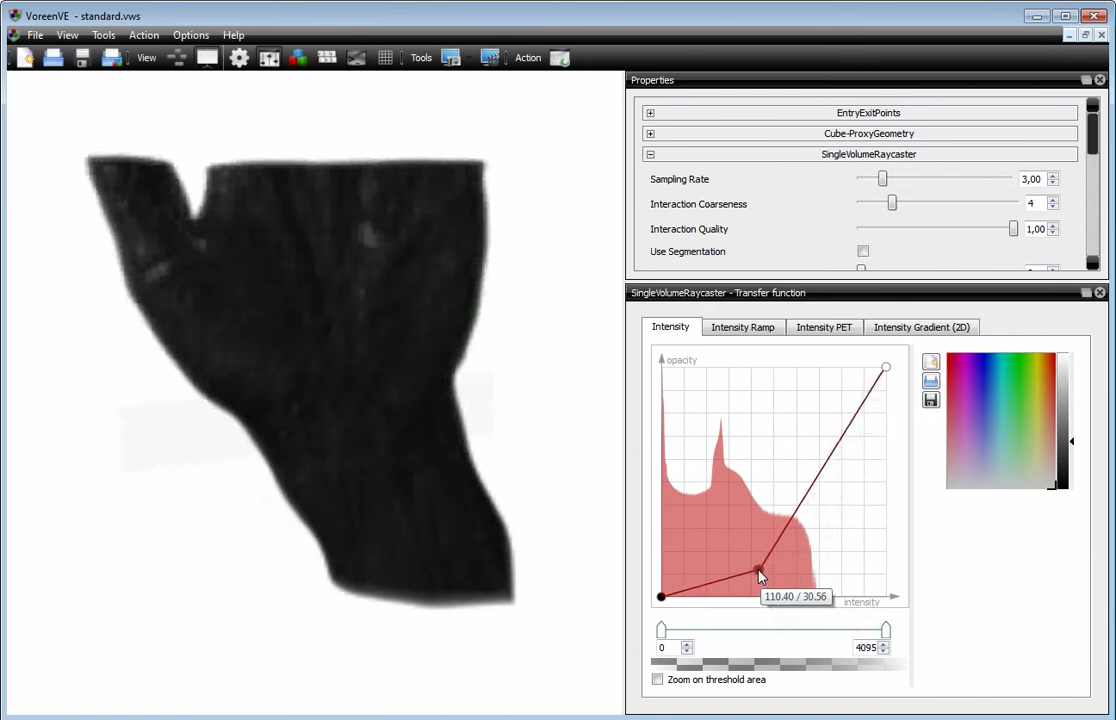 VoreenVE - standard.vws
File View Tools Action Options Help
View Tools Action
Properties
EntryExitPoints
Cube-ProxyGeometry
SingleVolumeRaycaster
Sampling Rate 3,00
Interaction Coarseness 4
Interaction Quality 1,00
Use Segmentation
SingleVolumeRaycaster - Transfer function
Intensity Intensity Ramp Intensity PET Intensity Gradient (2D)
opacity
110.40 / 30.56
intensity
0 4095
Zoom on threshold area